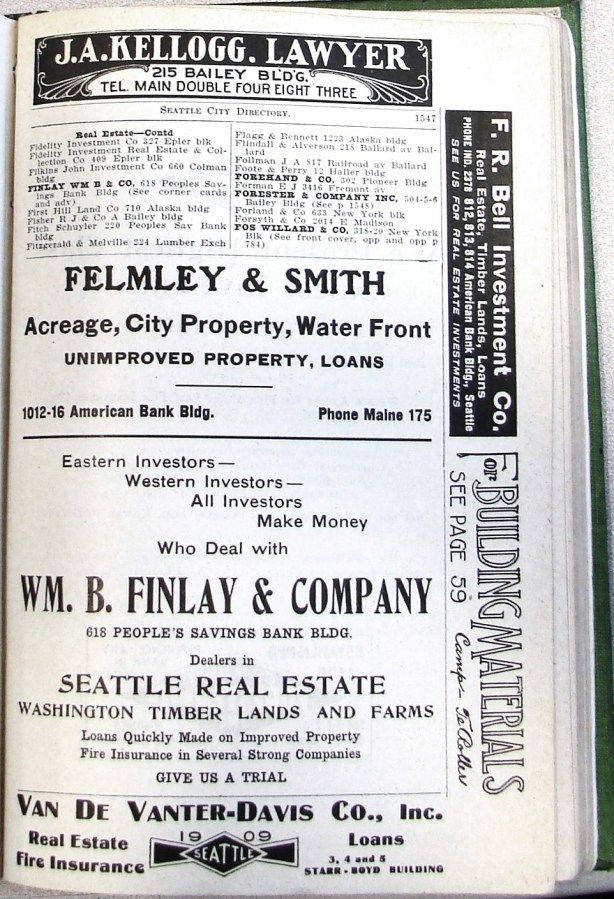 J.A.KELLOGG. LAWYER
215 BAILEY BLD'G.
TEL. MAIN DOUBLE FOUR EIGHT THREE
SEATTLE CITY DIRECTORY.
1547
Real Estate—Contd
Fidelity Investment Co 327 Epler blk
Fidelity Investment Real Estate & Col-
lection Co 409 Epler blk
Filkins John Investment Co 660 Colman
bldg
FINLAY WM B & CO, 618 Peoples Sav-
ings Bank Bldg (See corner cards
and adv)
First Hill Land Co 710 Alaska bldg
Fisher R J & Co A Bailey bldg
Fitch Schuyler 220 Peoples Sav Bank
bldg
Fitzgerald & Melville 224 Lumber Exch
Flagg & Bennett 1223 Alaska bldg
Flindall & Alverson 218 Ballard av Bal-
lard
Follman J A 817 Railroad av Ballard
Foote & Perry 12 Haller bldg
FOREHAND & CO, 302 Pioneer Bldg
Forman E J 3416 Fremont av
FORESTER & COMPANY INC, 504-5-6
Bailey Bldg (See p 1548)
Forland & Co 633 New York blk
Forsyth & Co 2014 E Madison
FOS WILLARD & CO, 318-20 New York
Blk (See front cover, opp and opp p
784)
FELMLEY & SMITH
Acreage, City Property, Water Front
UNIMPROVED PROPERTY, LOANS
1012-16 American Bank Bldg. Phone Maine 175
Eastern Investors—
Western Investors—
All Investors
Make Money
Who Deal with
WM. B. FINLAY & COMPANY
618 PEOPLE'S SAVINGS BANK BLDG.
Dealers in
SEATTLE REAL ESTATE
WASHINGTON TIMBER LANDS AND FARMS
Loans Quickly Made on Improved Property
Fire Insurance in Several Strong Companies
GIVE US A TRIAL
VAN DE VANTER-DAVIS CO., INC.
Real Estate
Fire Insurance
1909
SEATTLE
Loans
3, 4 and 5
STARR-BOYD BUILDING
F. R. Bell Investment Co.
Real Estate, Timber Lands, Loans
PHONE IND. 2378 812, 813, 814 American Bank Bldg., Seattle
SEE US FOR REAL ESTATE INVESTMENTS
For BUILDING MATERIALS
SEE PAGE 59
Camp-